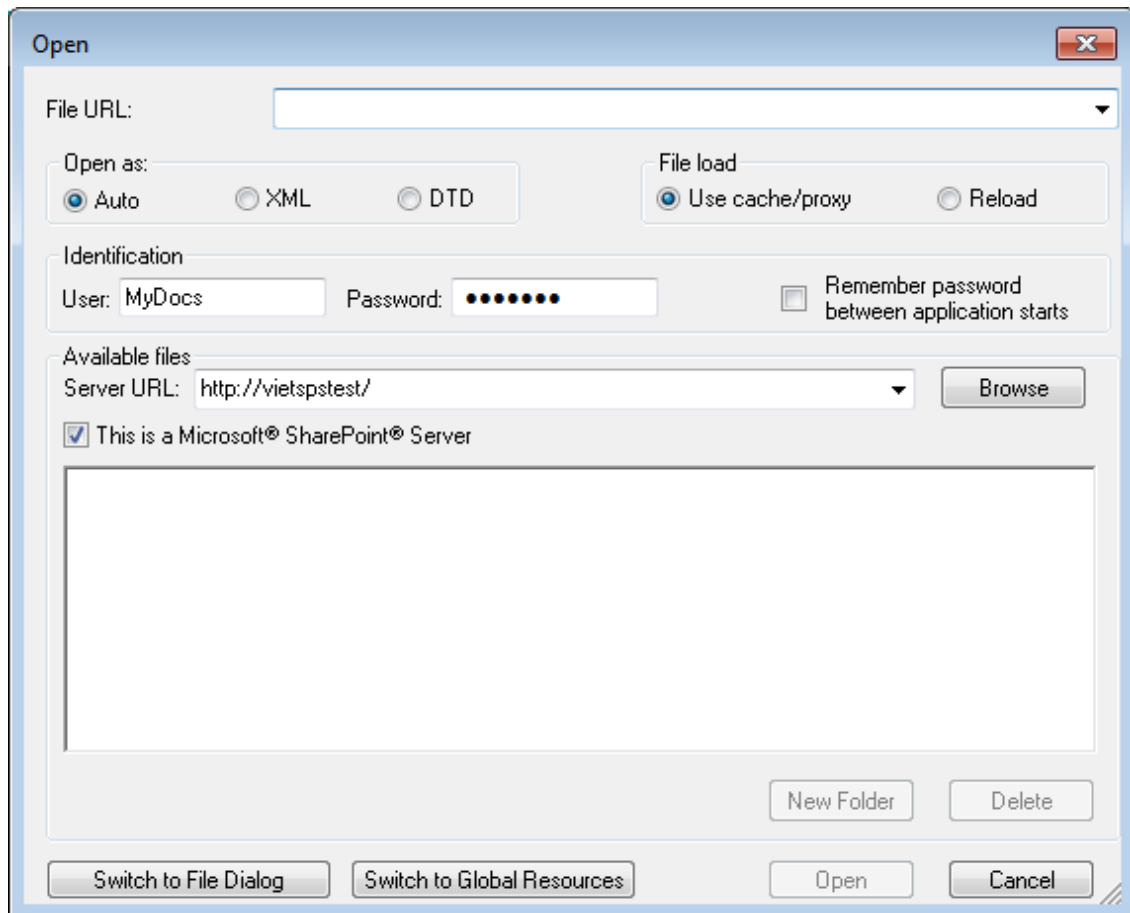 Open
File URL:
Open as:
File load
Auto XML DTD
Use cache/proxy Reload
Identification
User: MyDocs Password: ●●●●●●●
Remember password
between application starts
Available files
Server URL: http://vietspstest/ Browse
This is a Microsoft® SharePoint® Server
New Folder Delete
Switch to File Dialog Switch to Global Resources Open Cancel